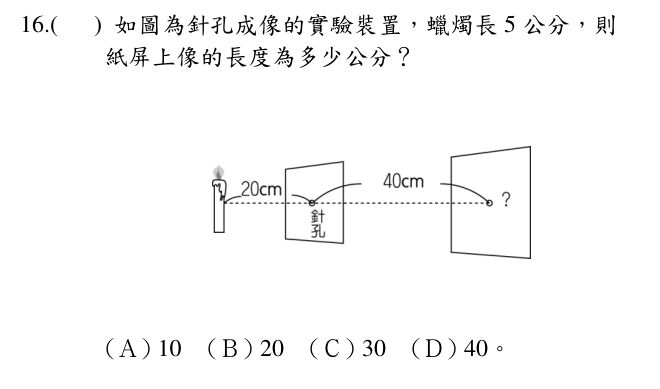 16.(　　) 如圖為針孔成像的實驗裝置，蠟燭長 5 公分，則
紙屏上像的長度為多少公分？
20cm
40cm
針孔
?
（A）10 （B）20 （C）30 （D）40。